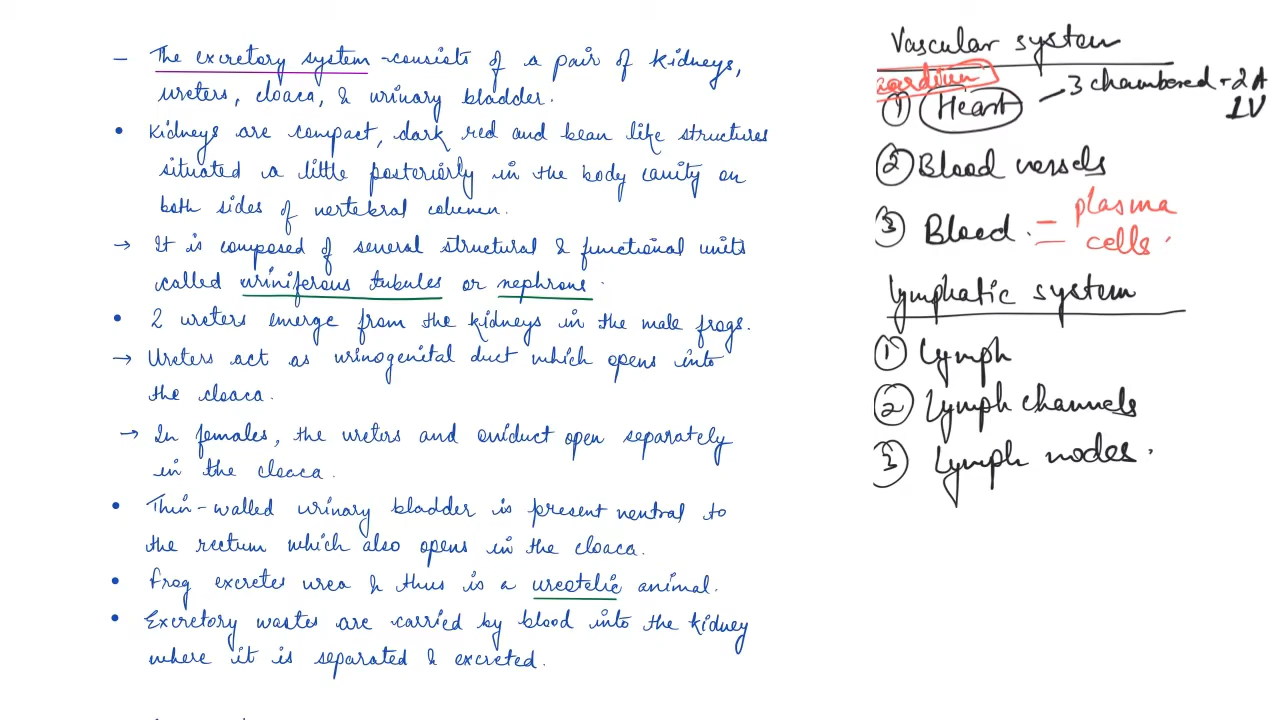 – The excretory system consists of a pair of kidneys,
ureters, cloaca, & urinary bladder.
• Kidneys are compact, dark red and bean like structures
situated a little posteriorly in the body cavity on
both sides of vertebral column.
→ It is composed of several structural & functional units
called uriniferous tubules or nephrons.
• 2 ureters emerge from the kidneys in the male frogs.
→ Ureters act as urinogenital duct which opens into
the cloaca.
→ In females, the ureters and oviduct open separately
in the cloaca.
• Thin-walled urinary bladder is present ventral to
the rectum which also opens in the cloaca.
• Frog excretes urea & thus is a ureotelic animal.
• Excretory wastes are carried by blood into the kidney
where it is separated & excreted.
Vascular system
① Heart – 3 chambered - 2A
1V
② Blood vessels
③ Blood. = plasma
cells.
Lymphatic system
① Lymph
② Lymph channels
③ Lymph nodes.